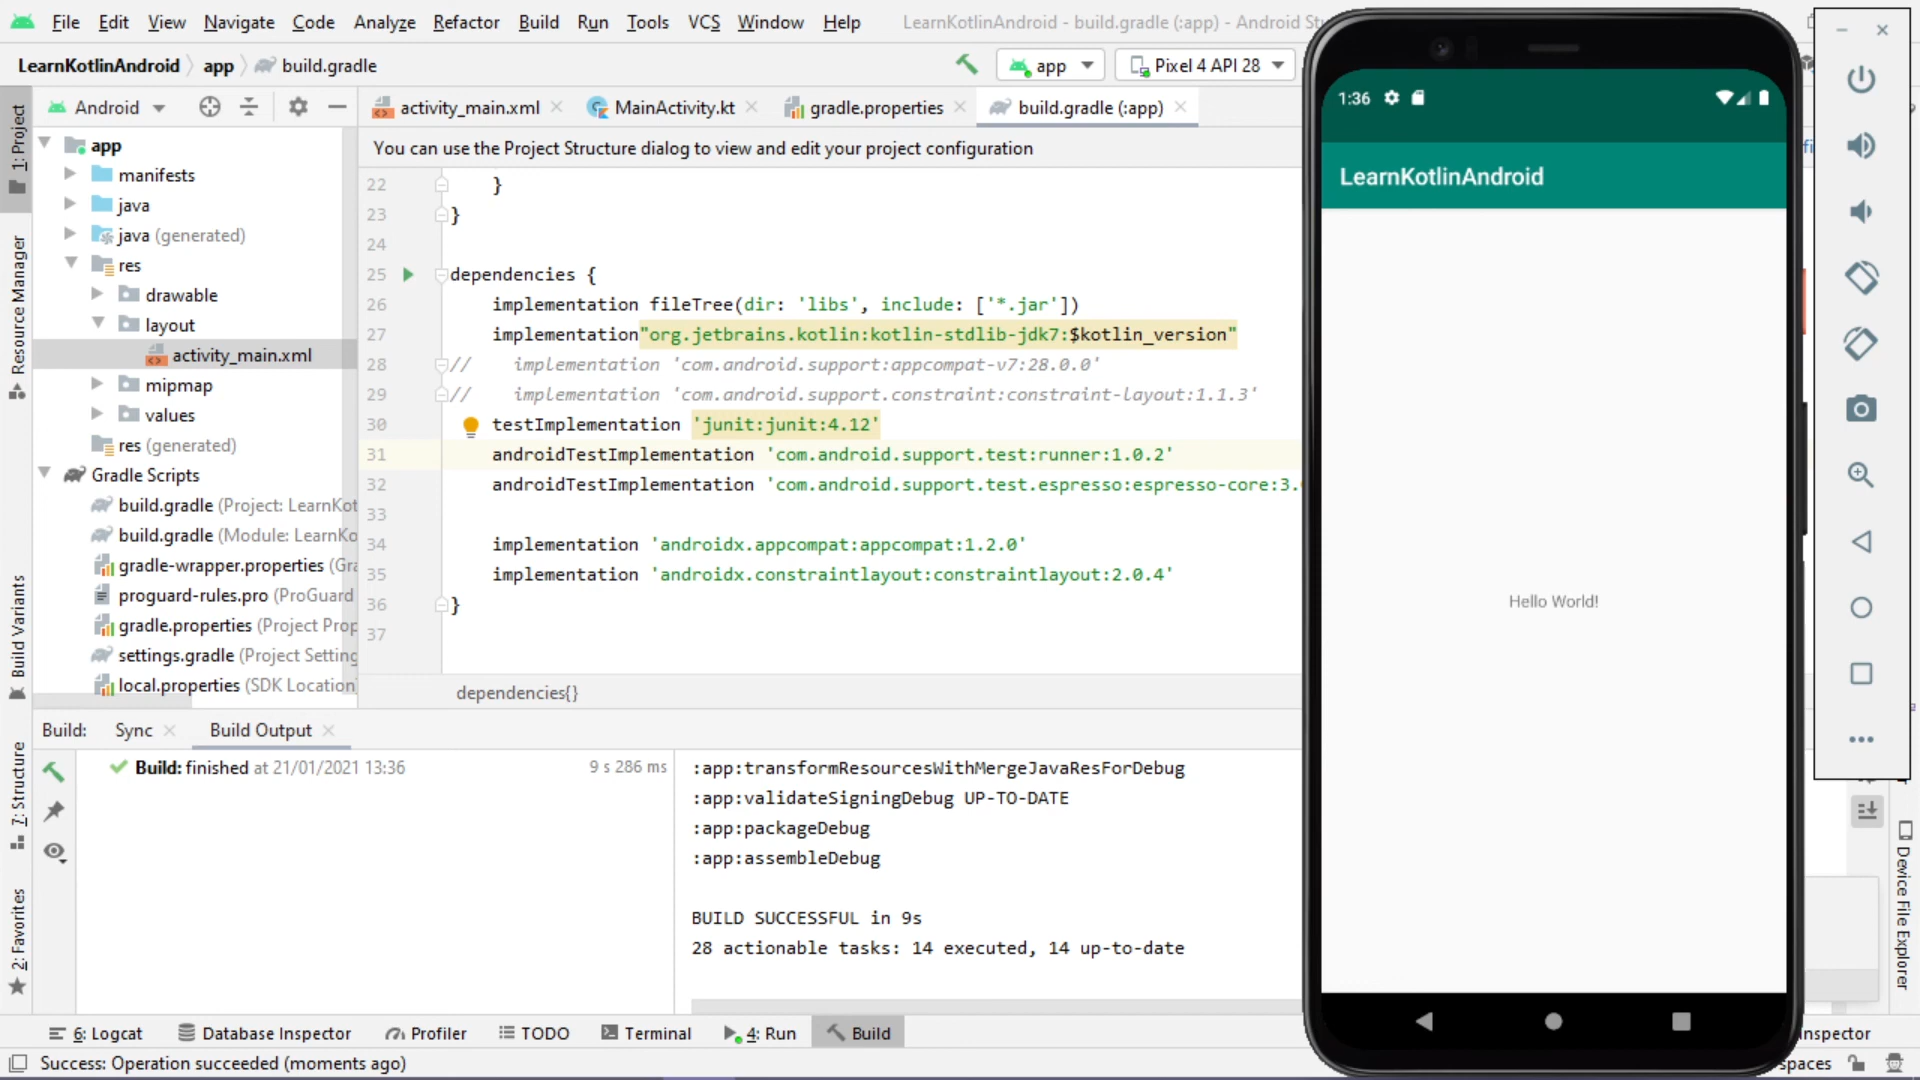 File Edit View Navigate Code Analyze Refactor Build Run Tools VCS Window Help LearnKotlinAndroid - build.gradle (:app) - Android
LearnKotlinAndroid app build.gradle app Pixel 4 API 28
Android activity_main.xml MainActivity.kt gradle.properties build.gradle (:app)
You can use the Project Structure dialog to view and edit your project configuration
1: Project
Resource Manager
Build Variants
7: Structure
2: Favorites
app
manifests
java
java (generated)
res
drawable
layout
activity_main.xml
mipmap
values
res (generated)
Gradle Scripts
build.gradle (Project: LearnKot
build.gradle (Module: LearnKo
gradle-wrapper.properties (Gra
proguard-rules.pro (ProGuard
gradle.properties (Project Prop
settings.gradle (Project Setting
local.properties (SDK Location)
22 }
23 }
24
25 dependencies {
26 implementation fileTree(dir: 'libs', include: ['*.jar'])
27 implementation"org.jetbrains.kotlin:kotlin-stdlib-jdk7:$kotlin_version"
28 // implementation 'com.android.support:appcompat-v7:28.0.0'
29 // implementation 'com.android.support.constraint:constraint-layout:1.1.3'
30 testImplementation 'junit:junit:4.12'
31 androidTestImplementation 'com.android.support.test:runner:1.0.2'
32 androidTestImplementation 'com.android.support.test.espresso:espresso-core:3.
33
34 implementation 'androidx.appcompat:appcompat:1.2.0'
35 implementation 'androidx.constraintlayout:constraintlayout:2.0.4'
36 }
37
dependencies{}
Build: Sync Build Output
Build: finished at 21/01/2021 13:36 9 s 286 ms
:app:transformResourcesWithMergeJavaResForDebug
:app:validateSigningDebug UP-TO-DATE
:app:packageDebug
:app:assembleDebug
BUILD SUCCESSFUL in 9s
28 actionable tasks: 14 executed, 14 up-to-date
1:36
LearnKotlinAndroid
Hello World!
Device File Explorer
6: Logcat Database Inspector Profiler TODO Terminal 4: Run Build Inspector
Success: Operation succeeded (moments ago) spaces